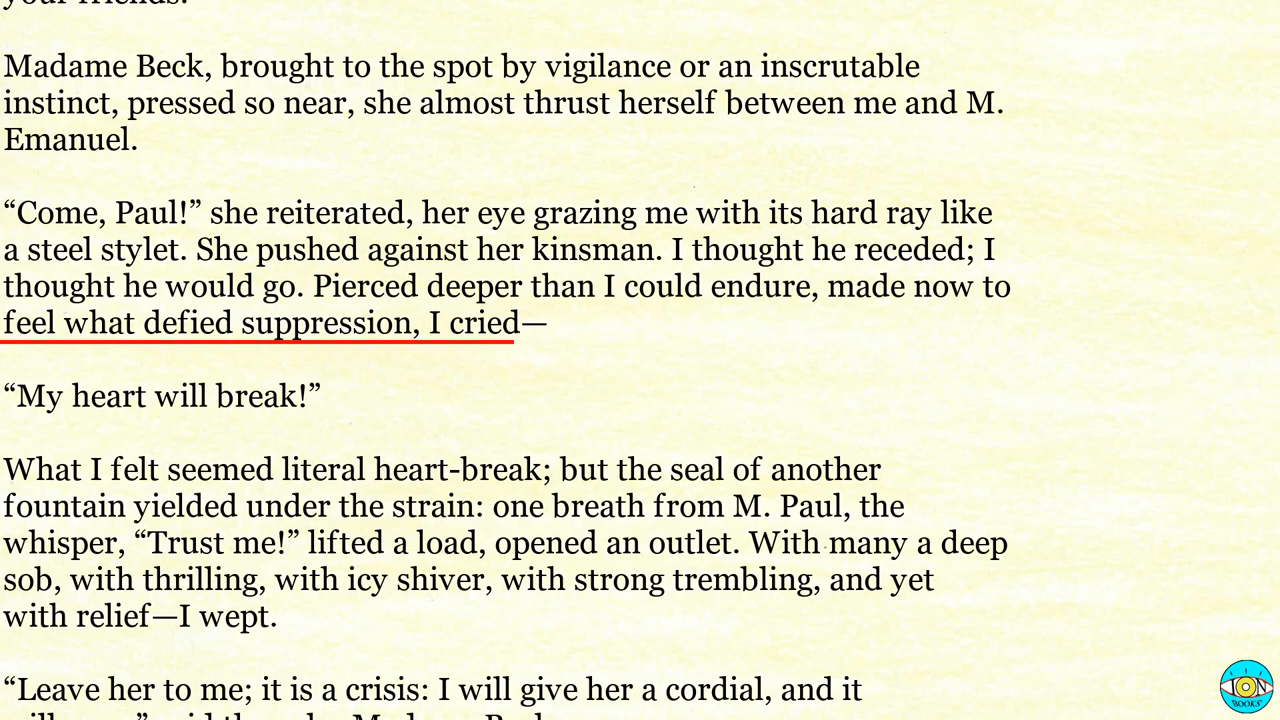 your friends.
Madame Beck, brought to the spot by vigilance or an inscrutable
instinct, pressed so near, she almost thrust herself between me and M.
Emanuel.
“Come, Paul!” she reiterated, her eye grazing me with its hard ray like
a steel stylet. She pushed against her kinsman. I thought he receded; I
thought he would go. Pierced deeper than I could endure, made now to
feel what defied suppression, I cried—
“My heart will break!”
What I felt seemed literal heart-break; but the seal of another
fountain yielded under the strain: one breath from M. Paul, the
whisper, “Trust me!” lifted a load, opened an outlet. With many a deep
sob, with thrilling, with icy shiver, with strong trembling, and yet
with relief—I wept.
“Leave her to me; it is a crisis: I will give her a cordial, and it
ION
BOOKS